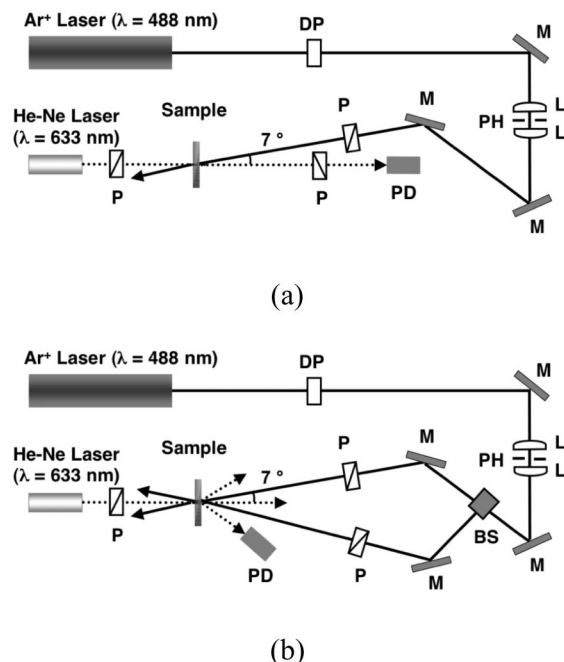 Ar⁺ Laser (λ = 488 nm)
DP
M
He-Ne Laser
(λ = 633 nm)
Sample
P
M
PH
L
L
7 °
P
P
PD
M
(a)
Ar⁺ Laser (λ = 488 nm)
DP
M
He-Ne Laser
(λ = 633 nm)
Sample
P
M
PH
L
L
7 °
P
PD
P
M
BS
M
(b)